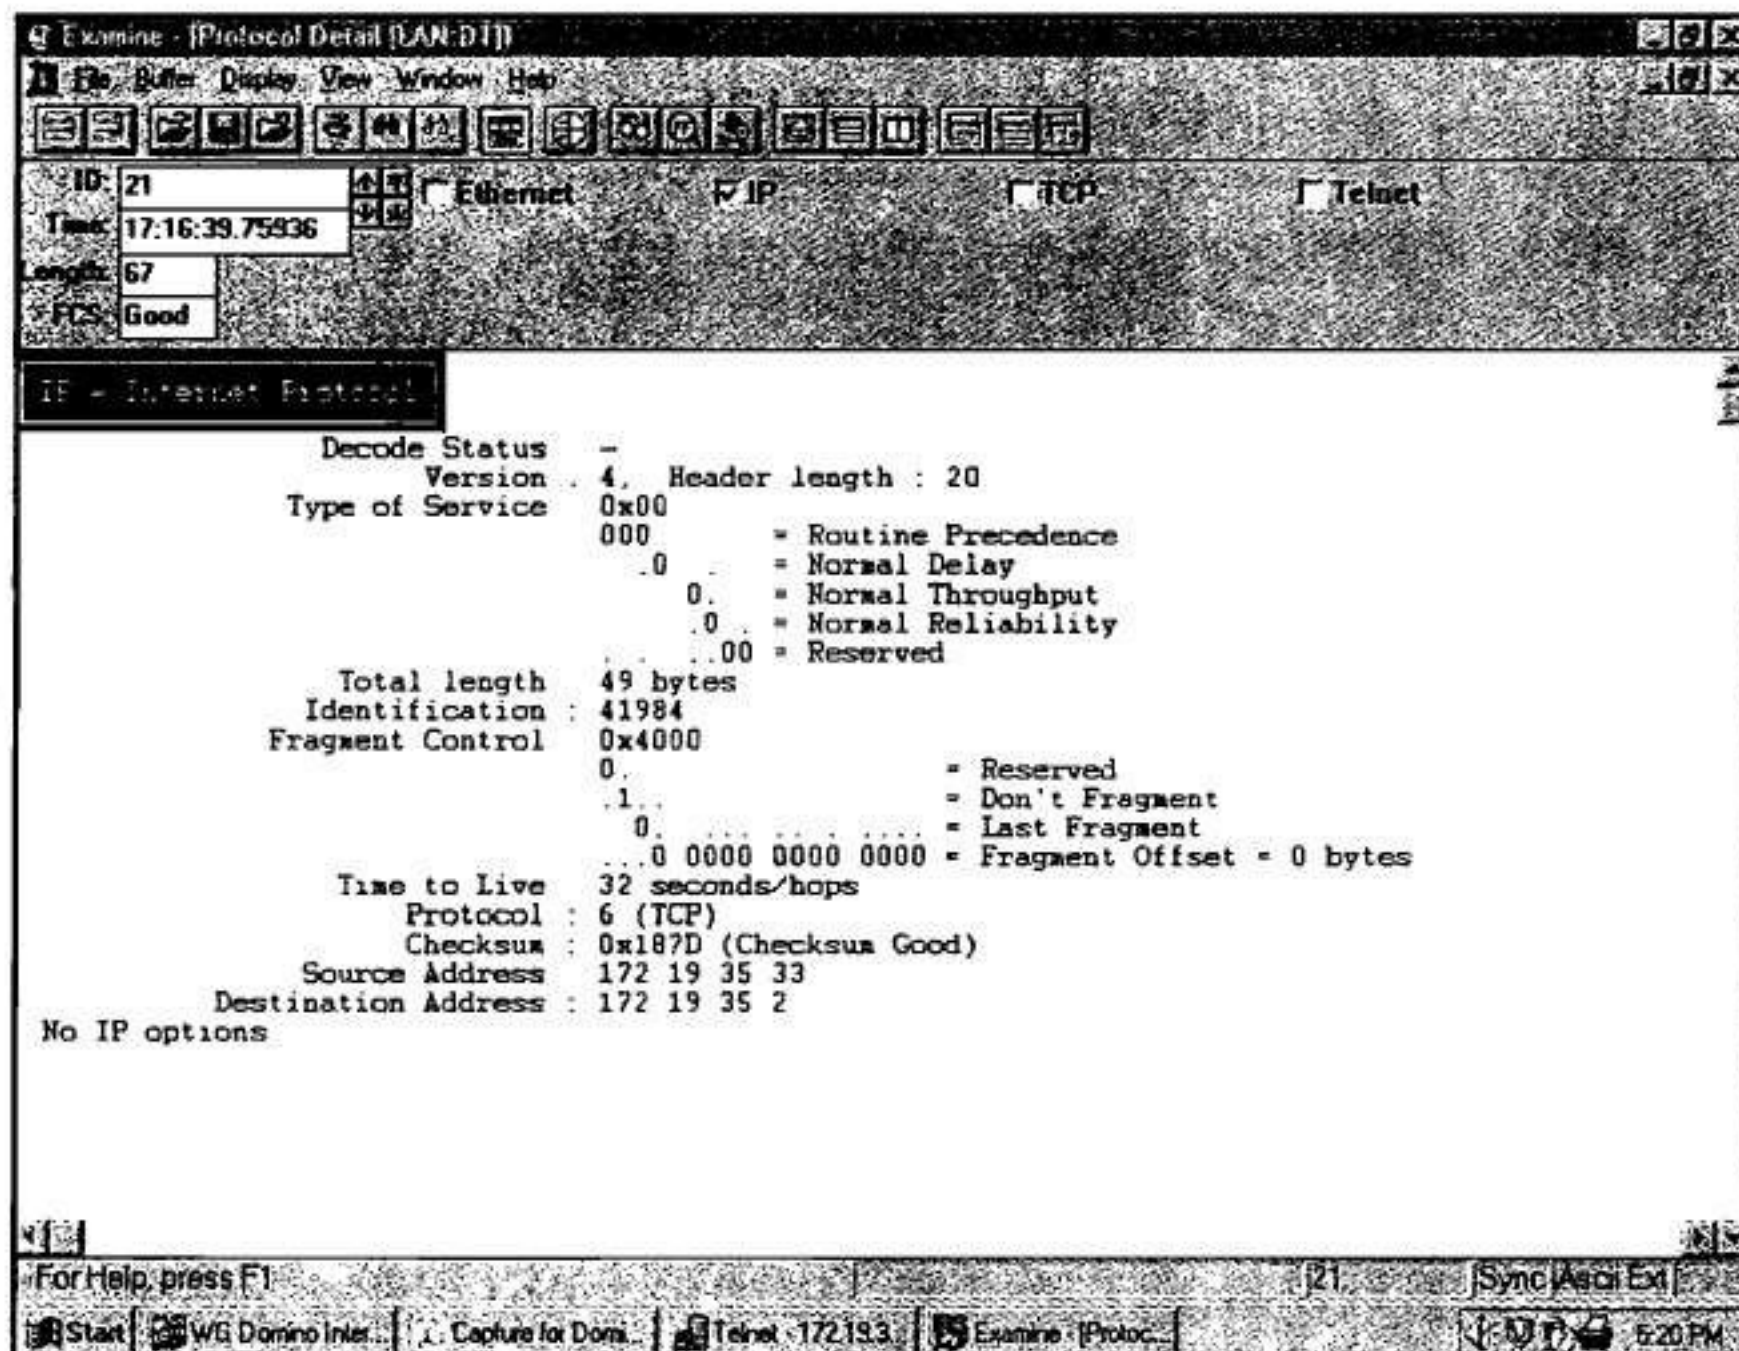 Examine - [Protocol Detail [LAN:DT]]
File Buffer Display View Window Help
ID: 21 Ethernet IP TCP Telnet
Time: 17:16:39.75936
Length: 67
FCS: Good
IP - Internet Protocol
Decode Status -
Version . 4, Header length : 20
Type of Service 0x00
000 = Routine Precedence
.0 . = Normal Delay
0. = Normal Throughput
.0 . = Normal Reliability
. . ..00 = Reserved
Total length 49 bytes
Identification : 41984
Fragment Control 0x4000
0. = Reserved
.1.. = Don't Fragment
0. ... .. . .... = Last Fragment
...0 0000 0000 0000 = Fragment Offset = 0 bytes
Time to Live 32 seconds/hops
Protocol : 6 (TCP)
Checksum : 0x187D (Checksum Good)
Source Address 172 19 35 33
Destination Address : 172 19 35 2
No IP options
For Help, press F1 21 Sync Ascii Ext
Start WG Domino Inter... Capture for Domi... Telnet - 172.19.3... Examine - [Protoc... 5:20 PM